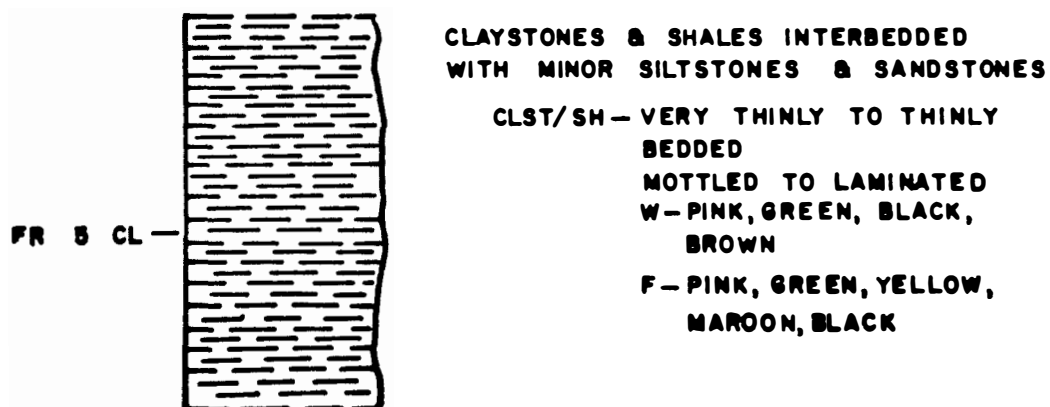 CLAYSTONES & SHALES INTERBEDDED
WITH MINOR SILTSTONES & SANDSTONES
CLST/SH – VERY THINLY TO THINLY
BEDDED
MOTTLED TO LAMINATED
W – PINK, GREEN, BLACK,
BROWN
FR 5 CL –
F – PINK, GREEN, YELLOW,
MAROON, BLACK